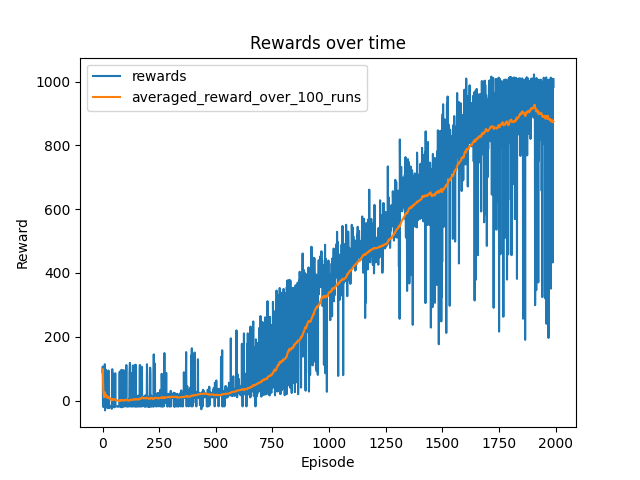 Rewards over time
rewards
averaged_reward_over_100_runs
1000
800
600
400
200
0
Reward
0 250 500 750 1000 1250 1500 1750 2000
Episode